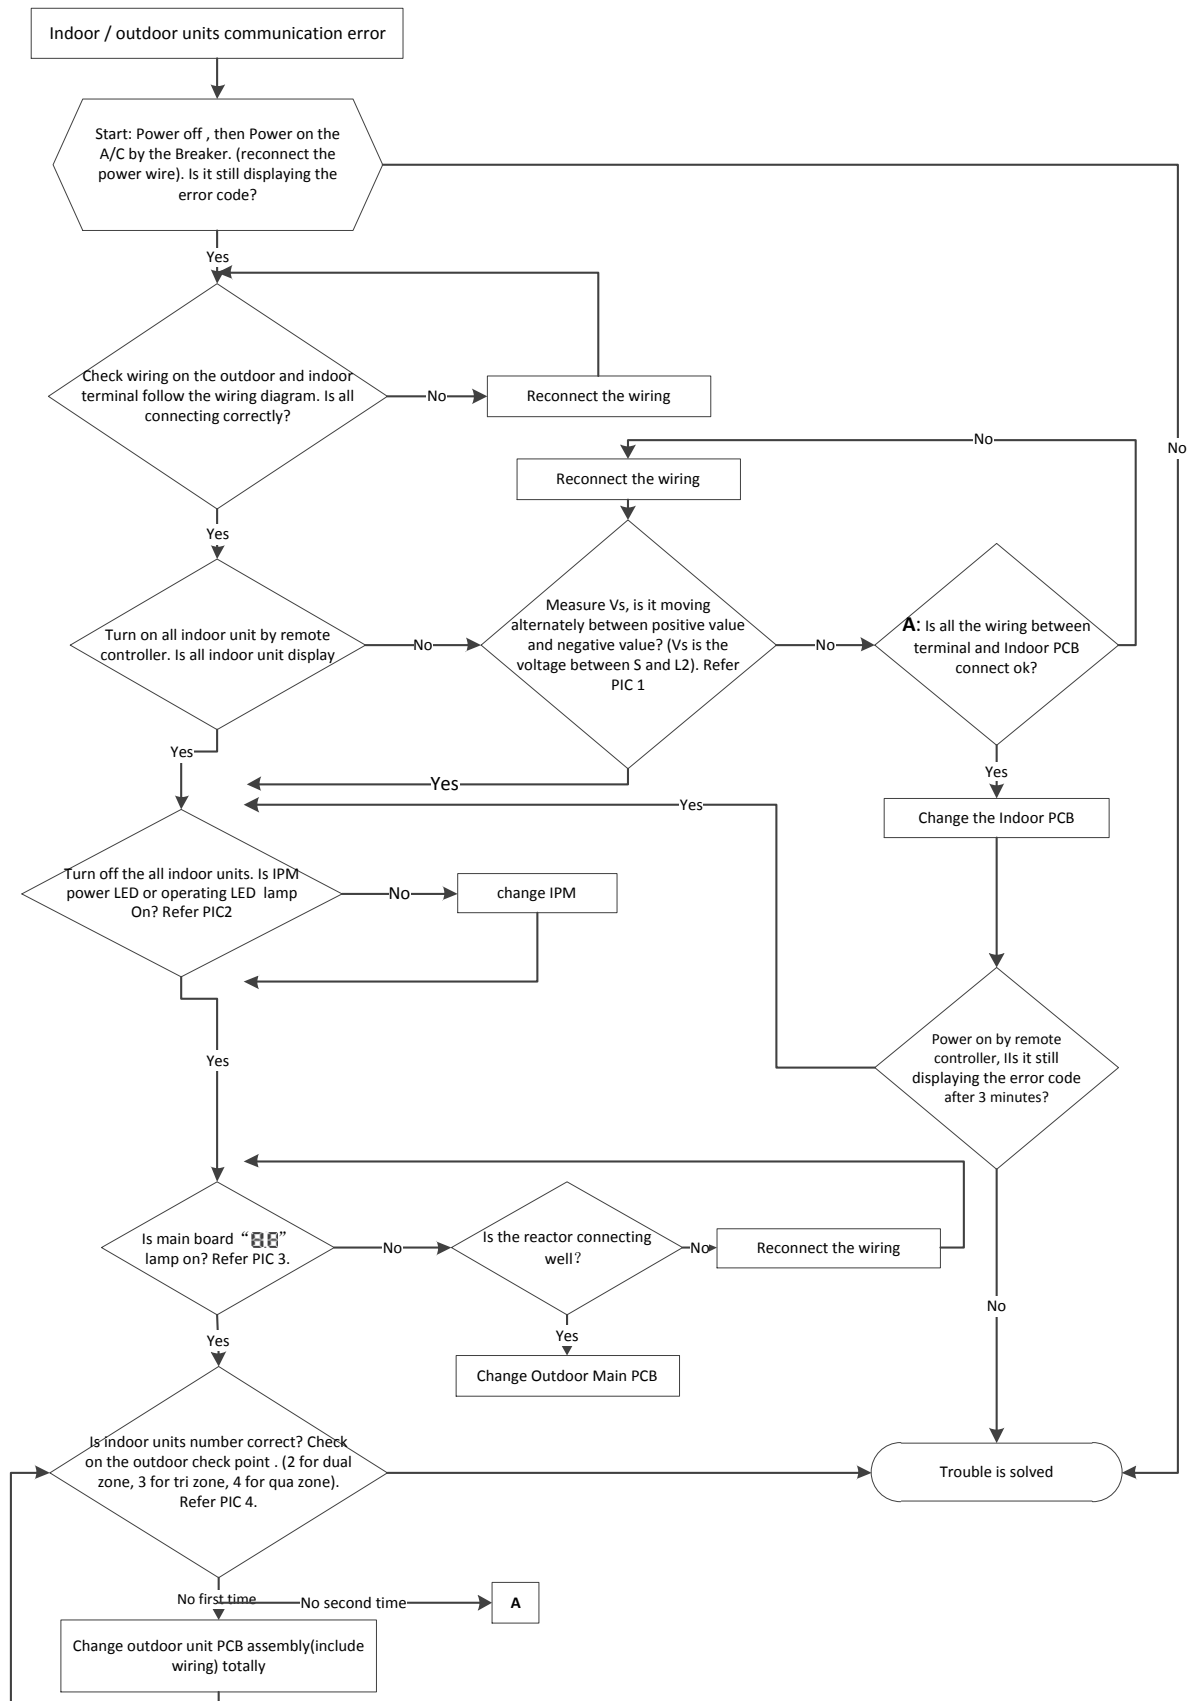 Indoor / outdoor units communication error
Start: Power off , then Power on the
A/C by the Breaker. (reconnect the
power wire). Is it still displaying the
error code?
Yes
No
Check wiring on the outdoor and indoor
terminal follow the wiring diagram. Is all
connecting correctly?
No
Reconnect the wiring
Yes
No
Reconnect the wiring
Turn on all indoor unit by remote
controller. Is all indoor unit display
No
Measure Vs, is it moving
alternately between positive value
and negative value? (Vs is the
voltage between S and L2). Refer
PIC 1
No
A: Is all the wiring between
terminal and Indoor PCB
connect ok?
Yes
Yes
Yes
Yes
Change the Indoor PCB
Turn off the all indoor units. Is IPM
power LED or operating LED lamp
On? Refer PIC2
No
change IPM
Yes
Power on by remote
controller, IIs it still
displaying the error code
after 3 minutes?
Is main board “8.8”
lamp on? Refer PIC 3.
No
Is the reactor connecting
well?
No
Reconnect the wiring
No
Yes
Yes
Change Outdoor Main PCB
Is indoor units number correct? Check
on the outdoor check point . (2 for dual
zone, 3 for tri zone, 4 for qua zone).
Refer PIC 4.
Trouble is solved
No first time
No second time
A
Change outdoor unit PCB assembly(include
wiring) totally